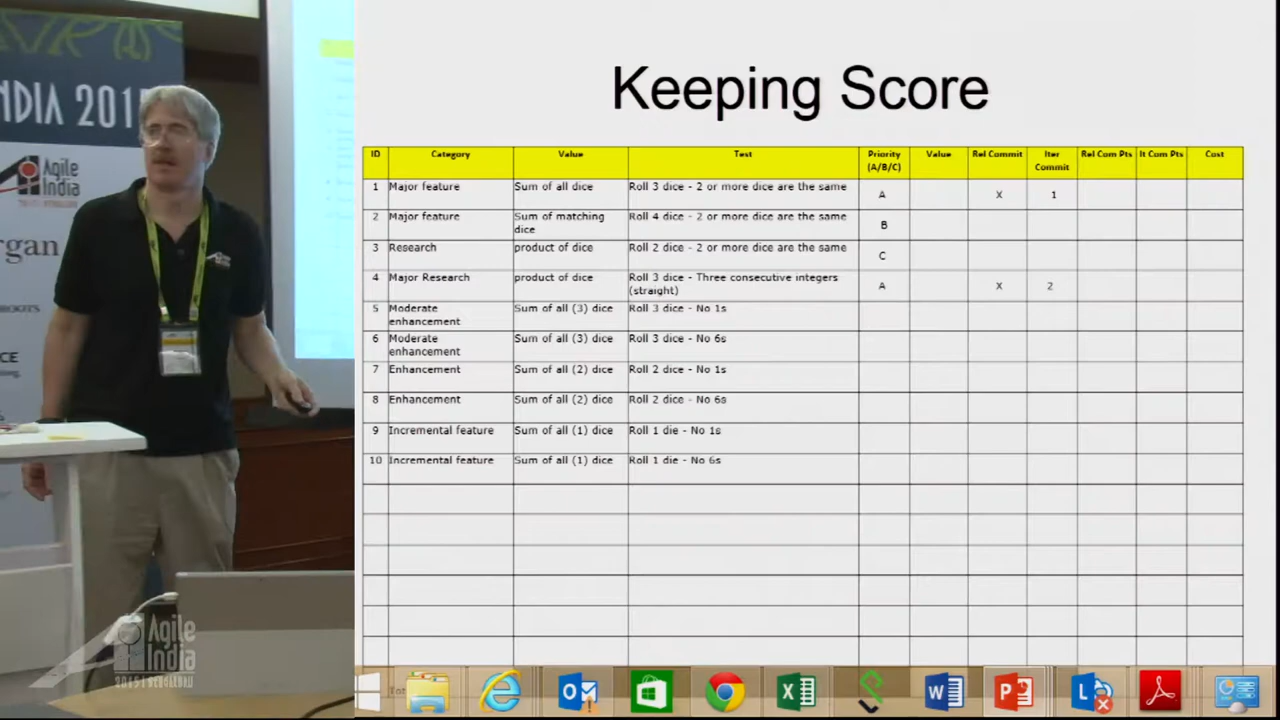 NDIA 201
Agile
India
rgan
ROOTS
CE
Keeping Score
ID Category Value Test Priority (A/B/C) Value Rel Commit Iter Commit Rel Com Pts It Com Pts Cost
1 Major feature Sum of all dice Roll 3 dice - 2 or more dice are the same A X 1
2 Major feature Sum of matching dice Roll 4 dice - 2 or more dice are the same B
3 Research product of dice Roll 2 dice - 2 or more dice are the same C
4 Major Research product of dice Roll 3 dice - Three consecutive integers (straight) A X 2
5 Moderate enhancement Sum of all (3) dice Roll 3 dice - No 1s
6 Moderate enhancement Sum of all (3) dice Roll 3 dice - No 6s
7 Enhancement Sum of all (2) dice Roll 2 dice - No 1s
8 Enhancement Sum of all (2) dice Roll 2 dice - No 6s
9 Incremental feature Sum of all (1) dice Roll 1 die - No 1s
10 Incremental feature Sum of all (1) dice Roll 1 die - No 6s
Agile
India
2015 BENGALURU